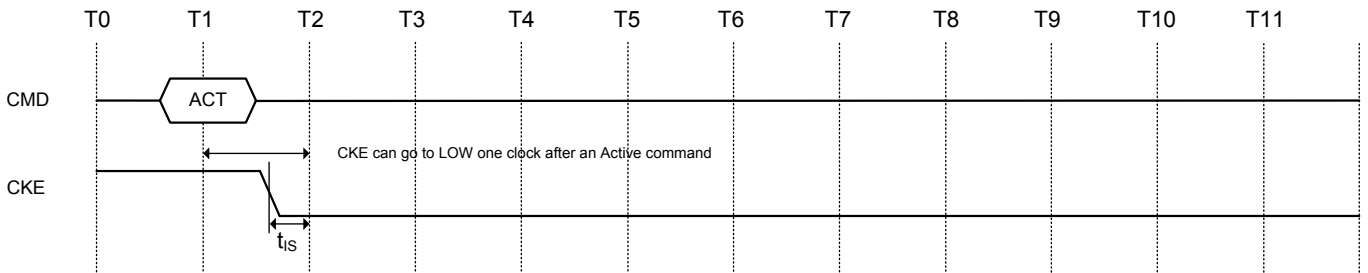 T0 T1 T2 T3 T4 T5 T6 T7 T8 T9 T10 T11
CMD ACT
CKE can go to LOW one clock after an Active command
CKE
tIS